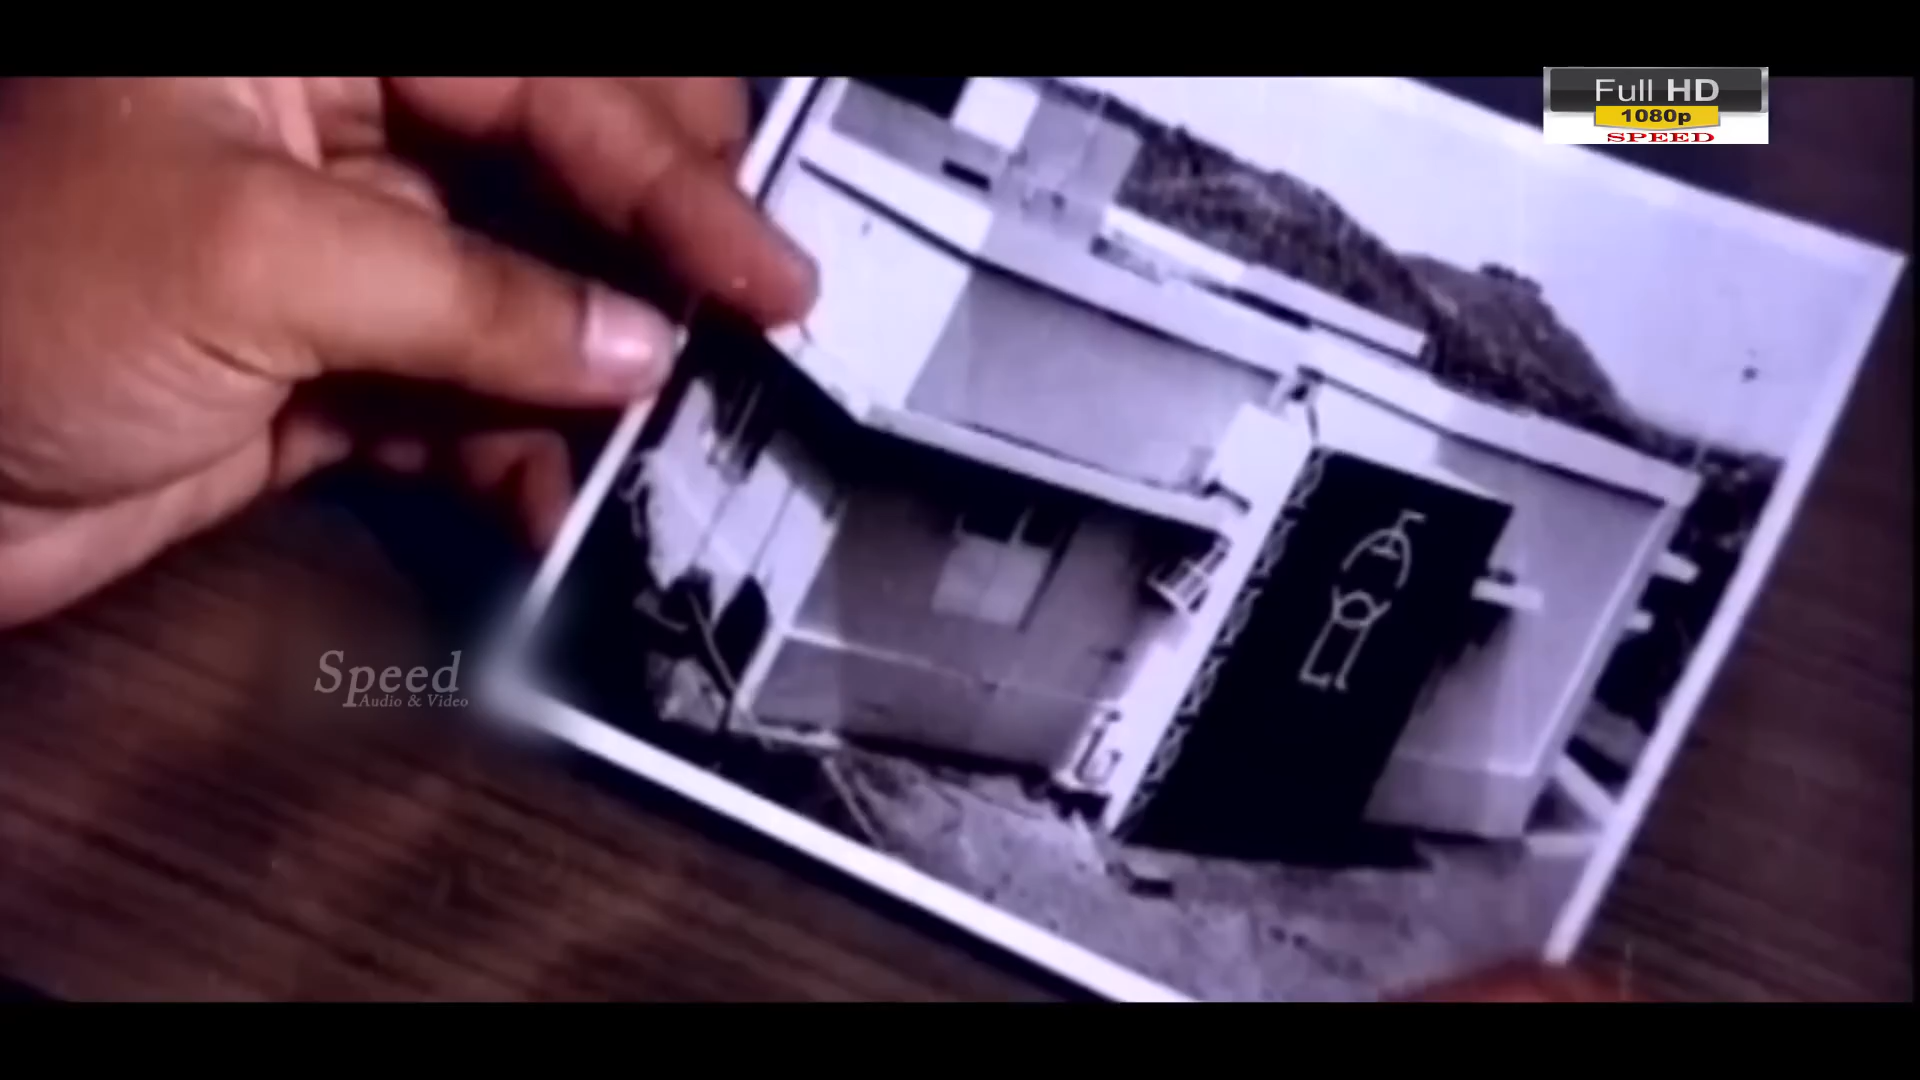 Full HD
1080p
SPEED
Speed
Audio & Video